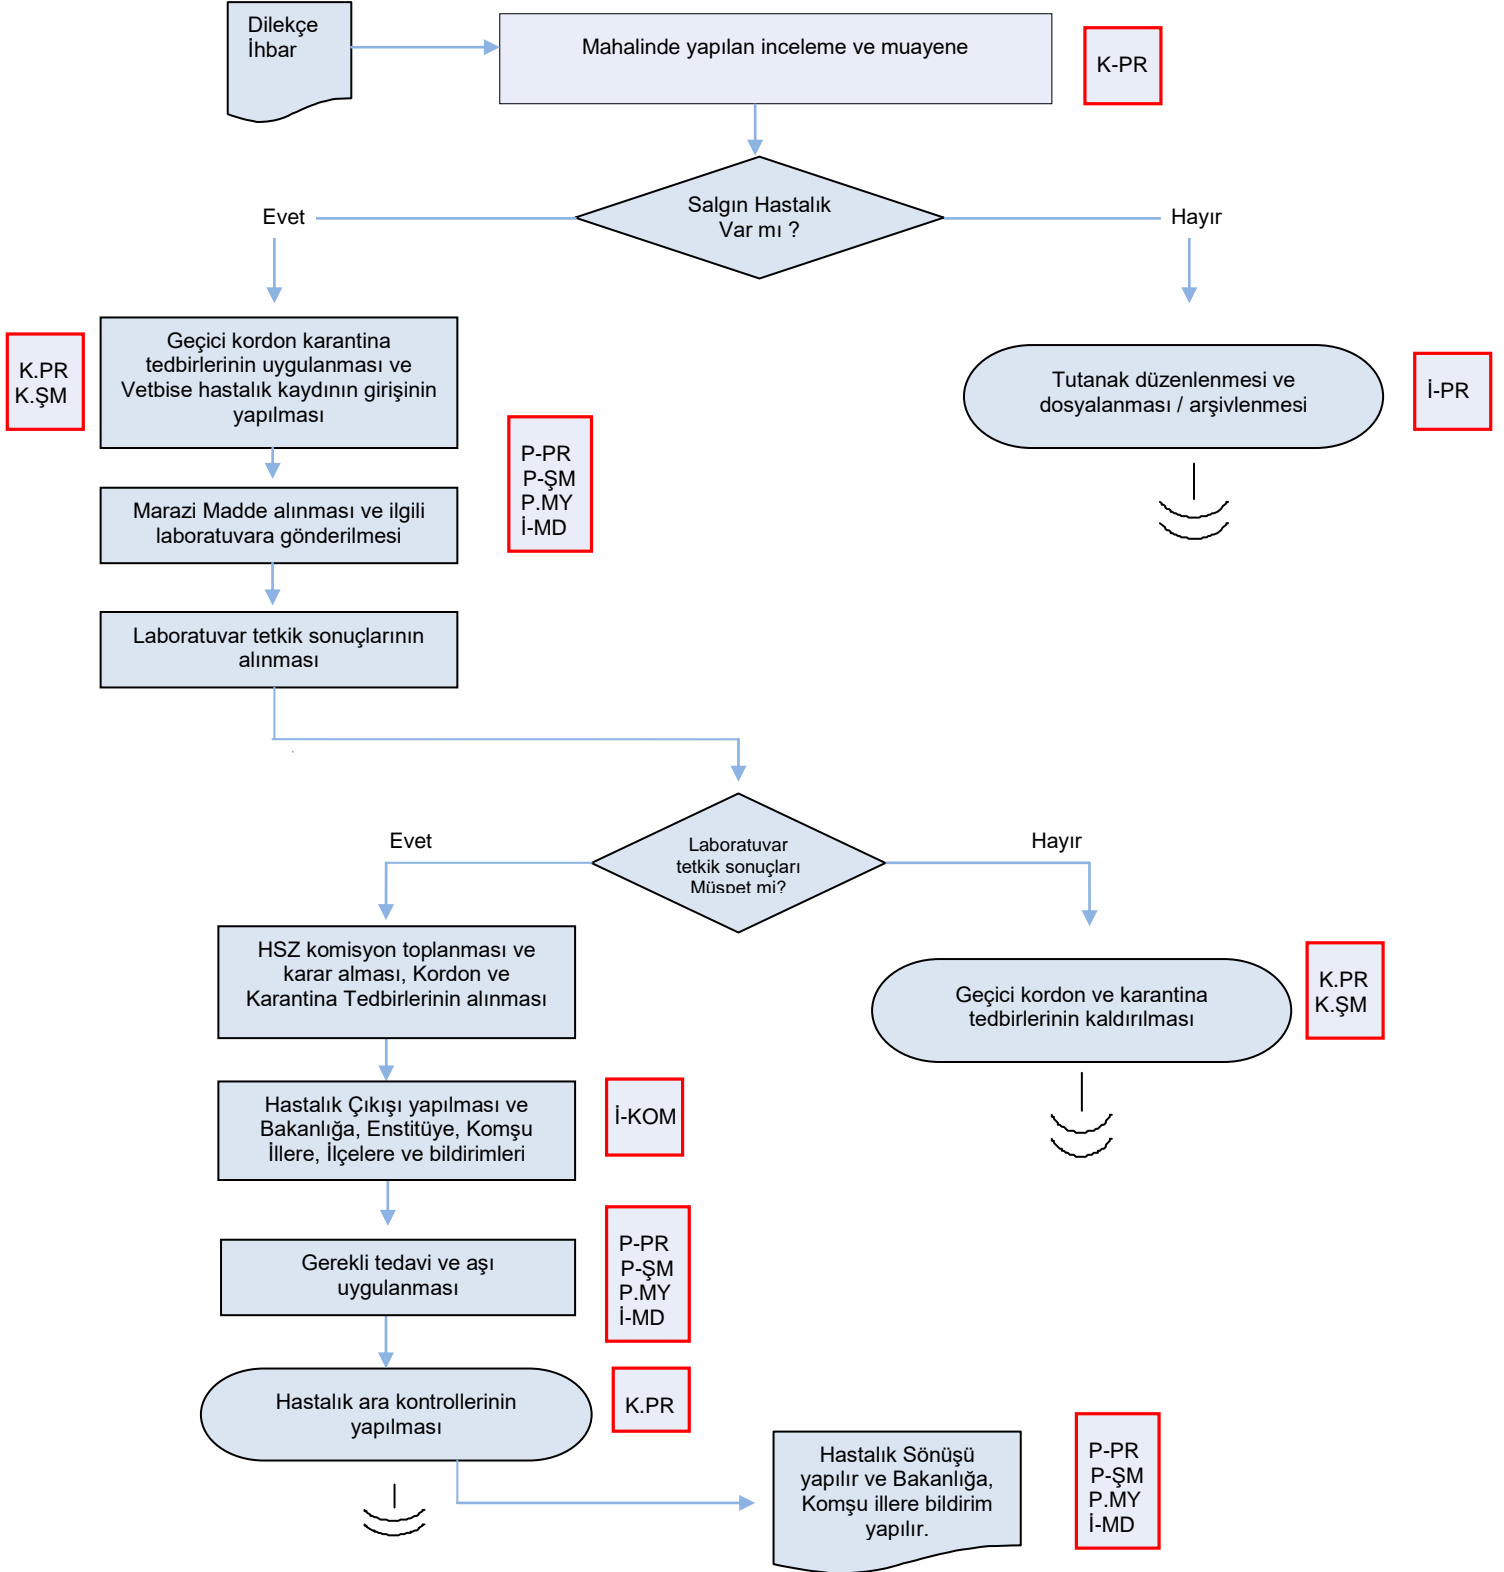 Dilekçe
İhbar
Mahalinde yapılan inceleme ve muayene
K-PR
Salgın Hastalık
Var mı ?
Evet
Hayır
K.PR
K.ŞM
Geçici kordon karantina
tedbirlerinin uygulanması ve
Vetbise hastalık kaydının girişinin
yapılması
Tutanak düzenlenmesi ve
dosyalanması / arşivlenmesi
İ-PR
P-PR
P-ŞM
P.MY
İ-MD
Marazi Madde alınması ve ilgili
laboratuvara gönderilmesi
Laboratuvar tetkik sonuçlarının
alınması
Evet
Laboratuvar
tetkik sonuçları
Müspet mi?
Hayır
HSZ komisyon toplanması ve
karar alması, Kordon ve
Karantina Tedbirlerinin alınması
Geçici kordon ve karantina
tedbirlerinin kaldırılması
K.PR
K.ŞM
Hastalık Çıkışı yapılması ve
Bakanlığa, Enstitüye, Komşu
İllere, İlçelere ve bildirimleri
İ-KOM
Gerekli tedavi ve aşı
uygulanması
P-PR
P-ŞM
P.MY
İ-MD
Hastalık ara kontrollerinin
yapılması
K.PR
Hastalık Sönüşü
yapılır ve Bakanlığa,
Komşu illere bildirim
yapılır.
P-PR
P-ŞM
P.MY
İ-MD